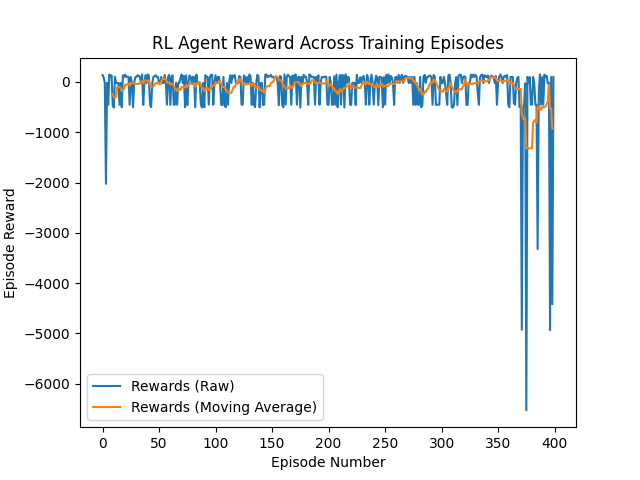 RL Agent Reward Across Training Episodes
0
−1000
−2000
−3000
−4000
−5000
−6000
Episode Reward
Rewards (Raw)
Rewards (Moving Average)
0 50 100 150 200 250 300 350 400
Episode Number